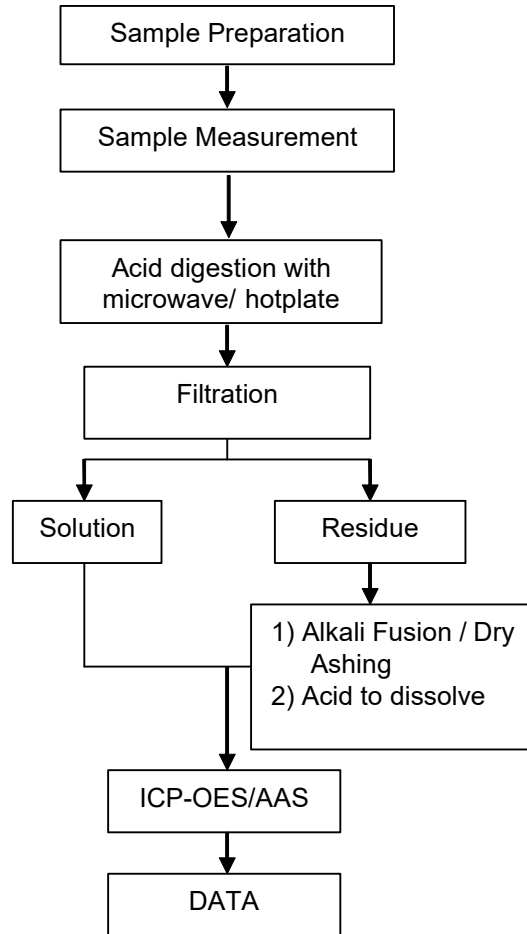 Sample Preparation
Sample Measurement
Acid digestion with
microwave/ hotplate
Filtration
Solution
Residue
1) Alkali Fusion / Dry
Ashing
2) Acid to dissolve
ICP-OES/AAS
DATA